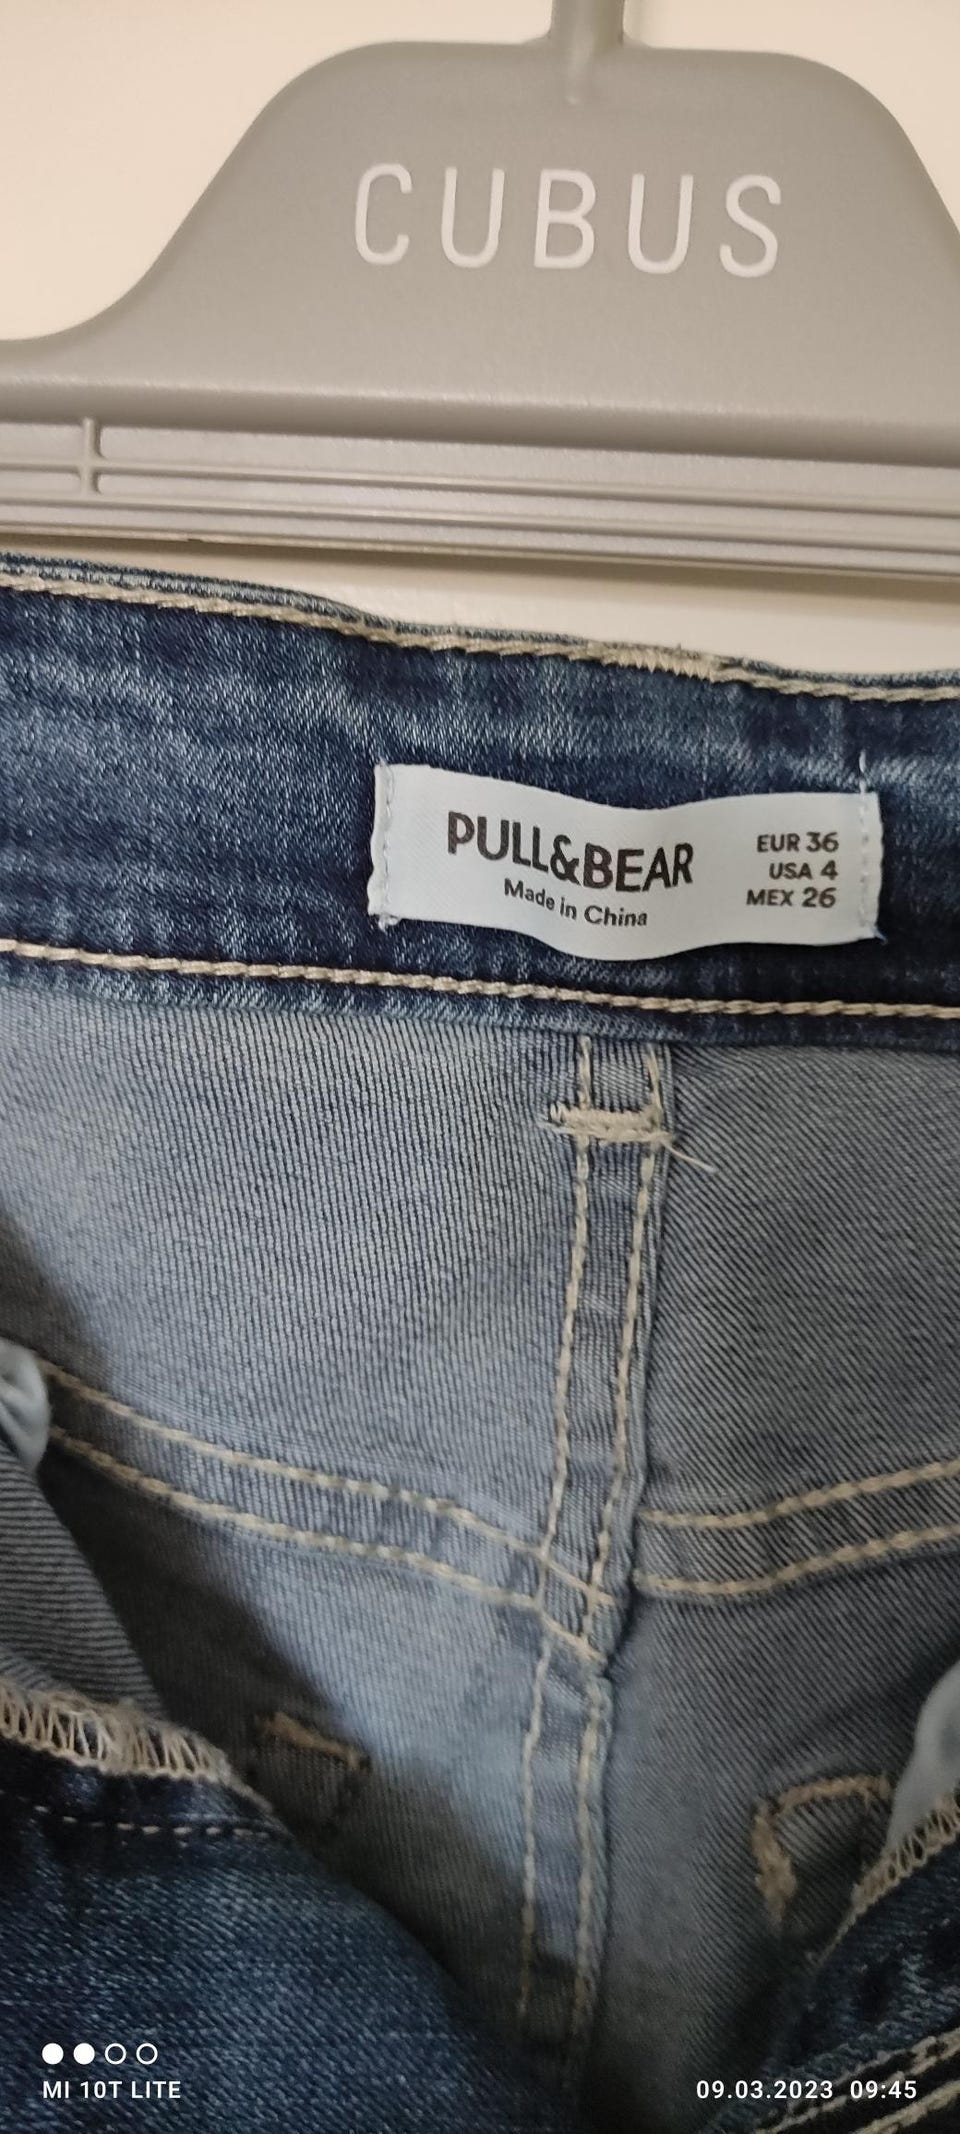 CUBUS
PULL&BEAR
Made in China
EUR 36
USA 4
MEX 26
MI 10T LITE
09.03.2023 09:45